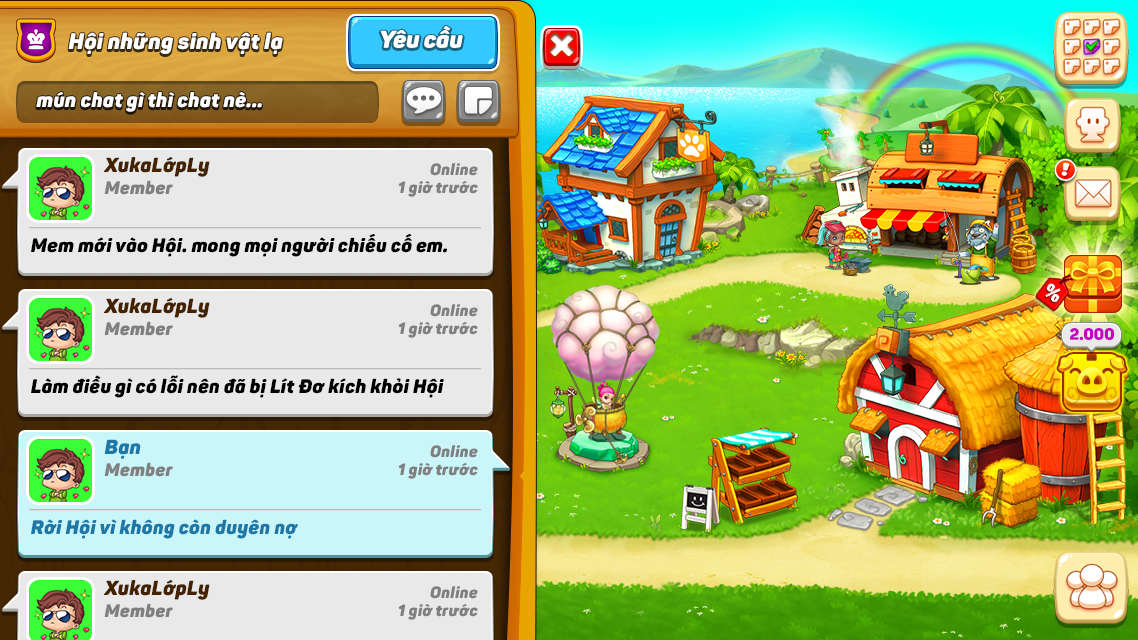 Hội những sinh vật lạ
Yêu cầu
mún chat gì thì chat nè...
XukaLớpLy
Online
Member
1 giờ trước
Mem mới vào Hội. mong mọi người chiếu cố em.
XukaLớpLy
Online
Member
1 giờ trước
Làm điều gì có lỗi nên đã bị Lít Đơ kích khỏi Hội
Bạn
Online
Member
1 giờ trước
Rời Hội vì không còn duyên nợ
XukaLớpLy
Online
Member
1 giờ trước
!
%
2.000